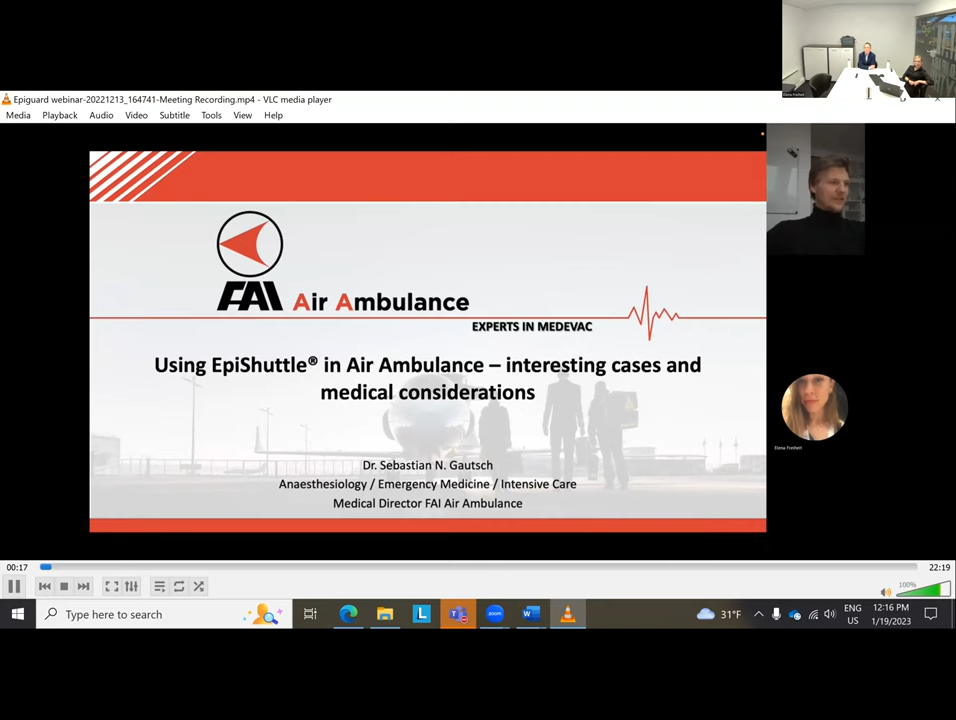 Elena Freiheit
Epiguard webinar-20221213_164741-Meeting Recording.mp4 - VLC media player
Media Playback Audio Video Subtitle Tools View Help
FAI Air Ambulance
EXPERTS IN MEDEVAC
Using EpiShuttle® in Air Ambulance – interesting cases and
medical considerations
Dr. Sebastian N. Gautsch
Anaesthesiology / Emergency Medicine / Intensive Care
Medical Director FAI Air Ambulance
Elena Freiheit
00:17
22:19
100%
Type here to search
L
T
zoom
W
31°F
ENG
US
12:16 PM
1/19/2023